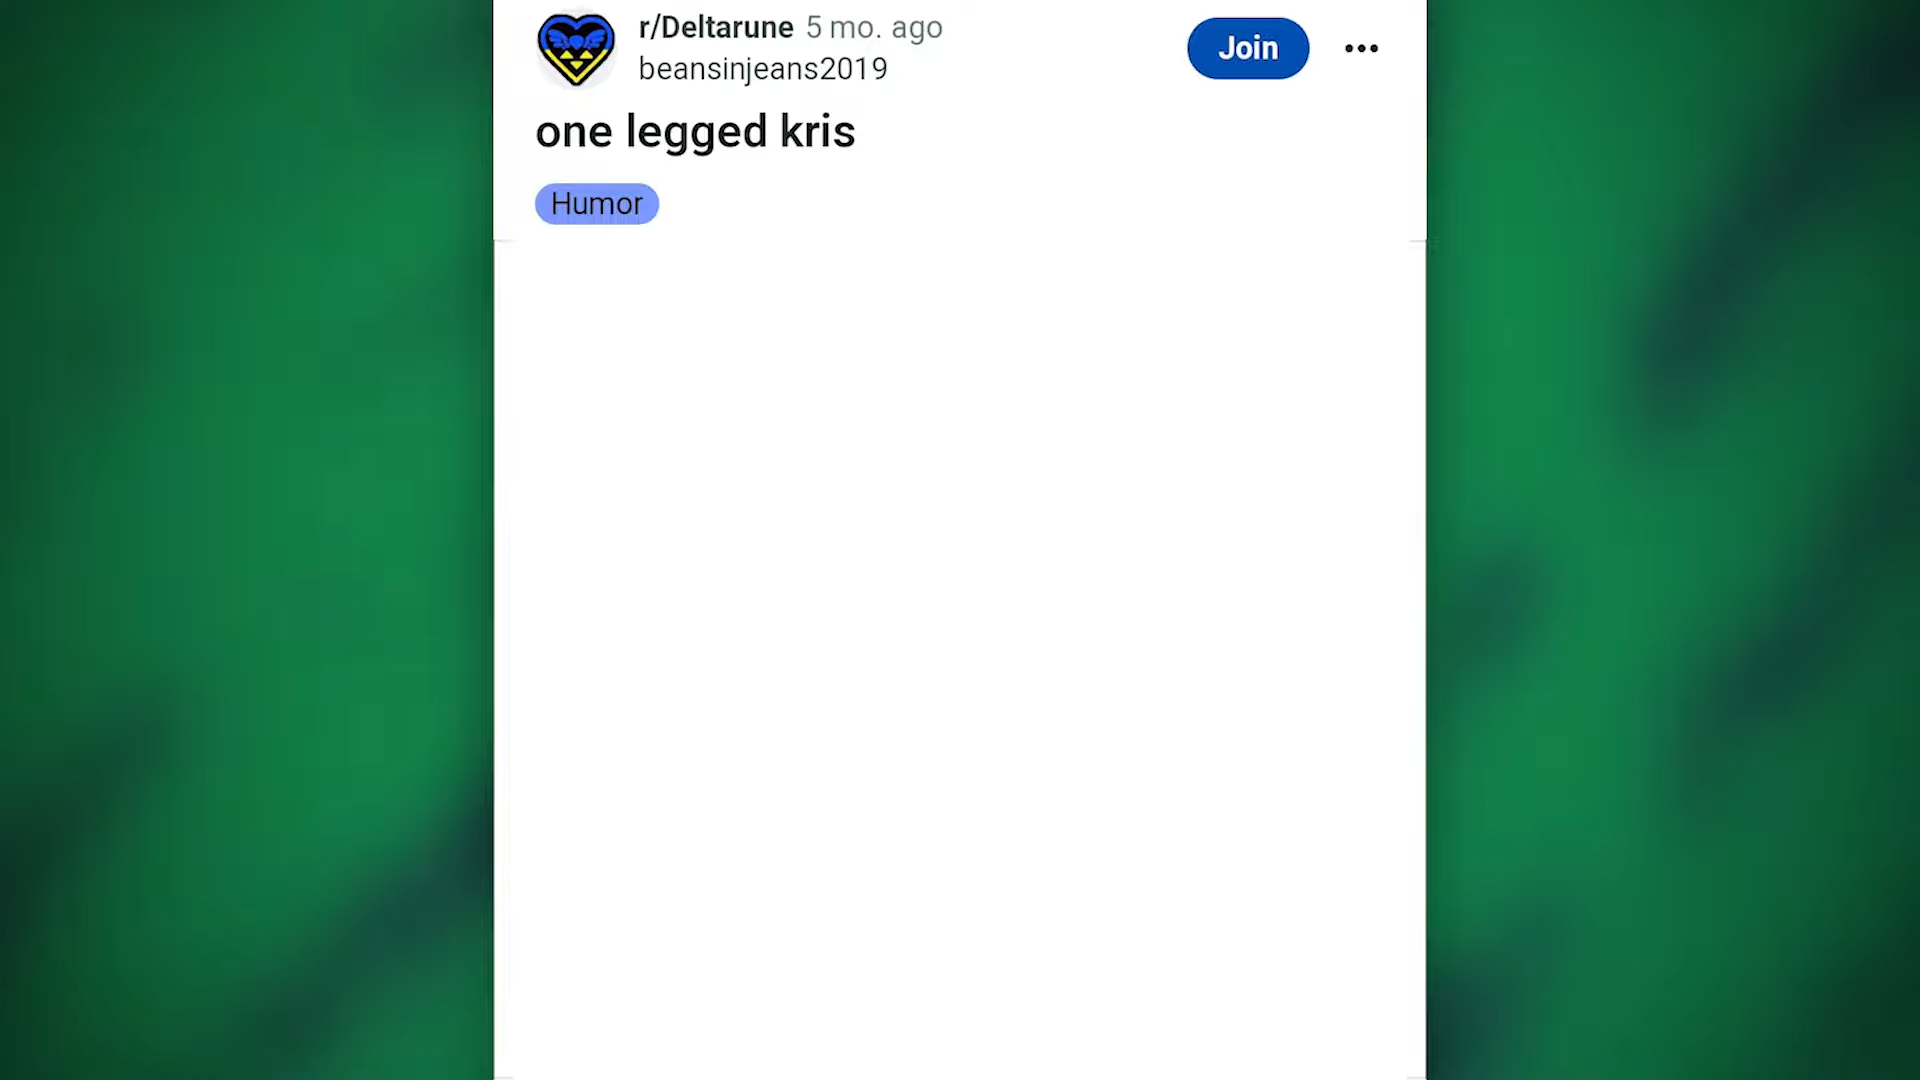 r/Deltarune 5 mo. ago
beansinjeans2019
Join
one legged kris
Humor